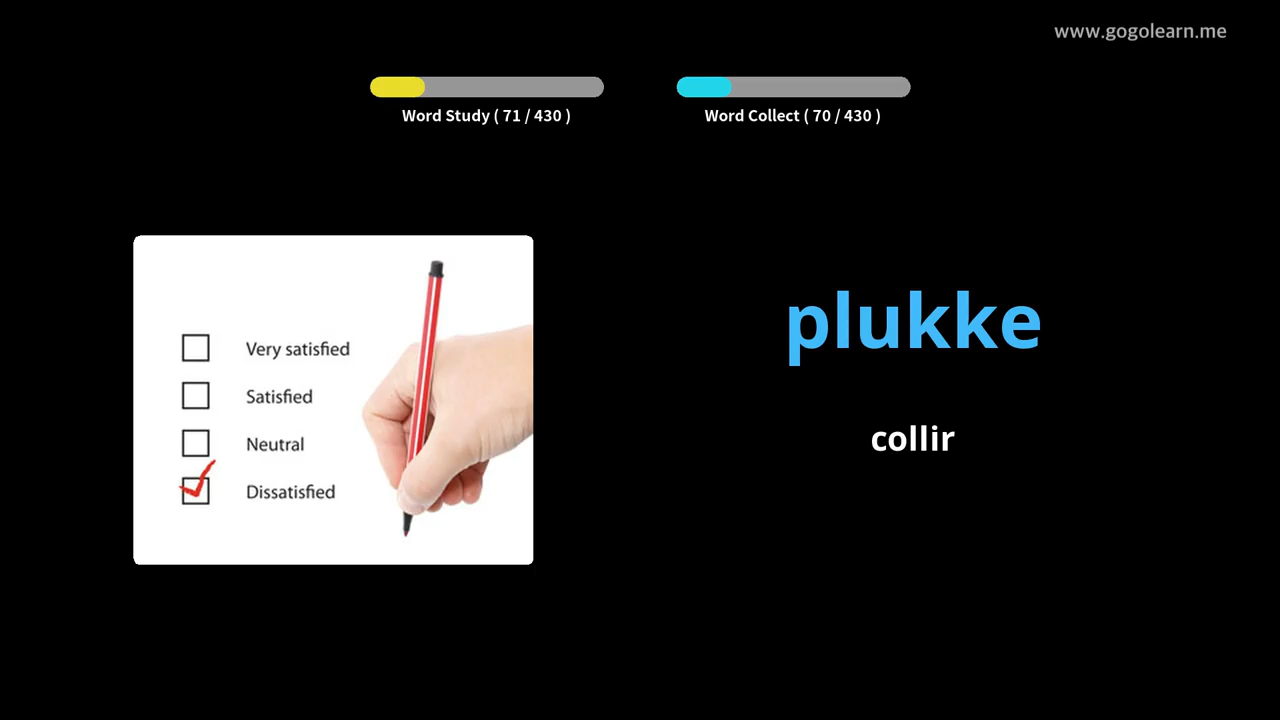 www.gogolearn.me
Word Study ( 71 / 430 )
Word Collect ( 70 / 430 )
Very satisfied
Satisfied
Neutral
Dissatisfied
plukke
collir